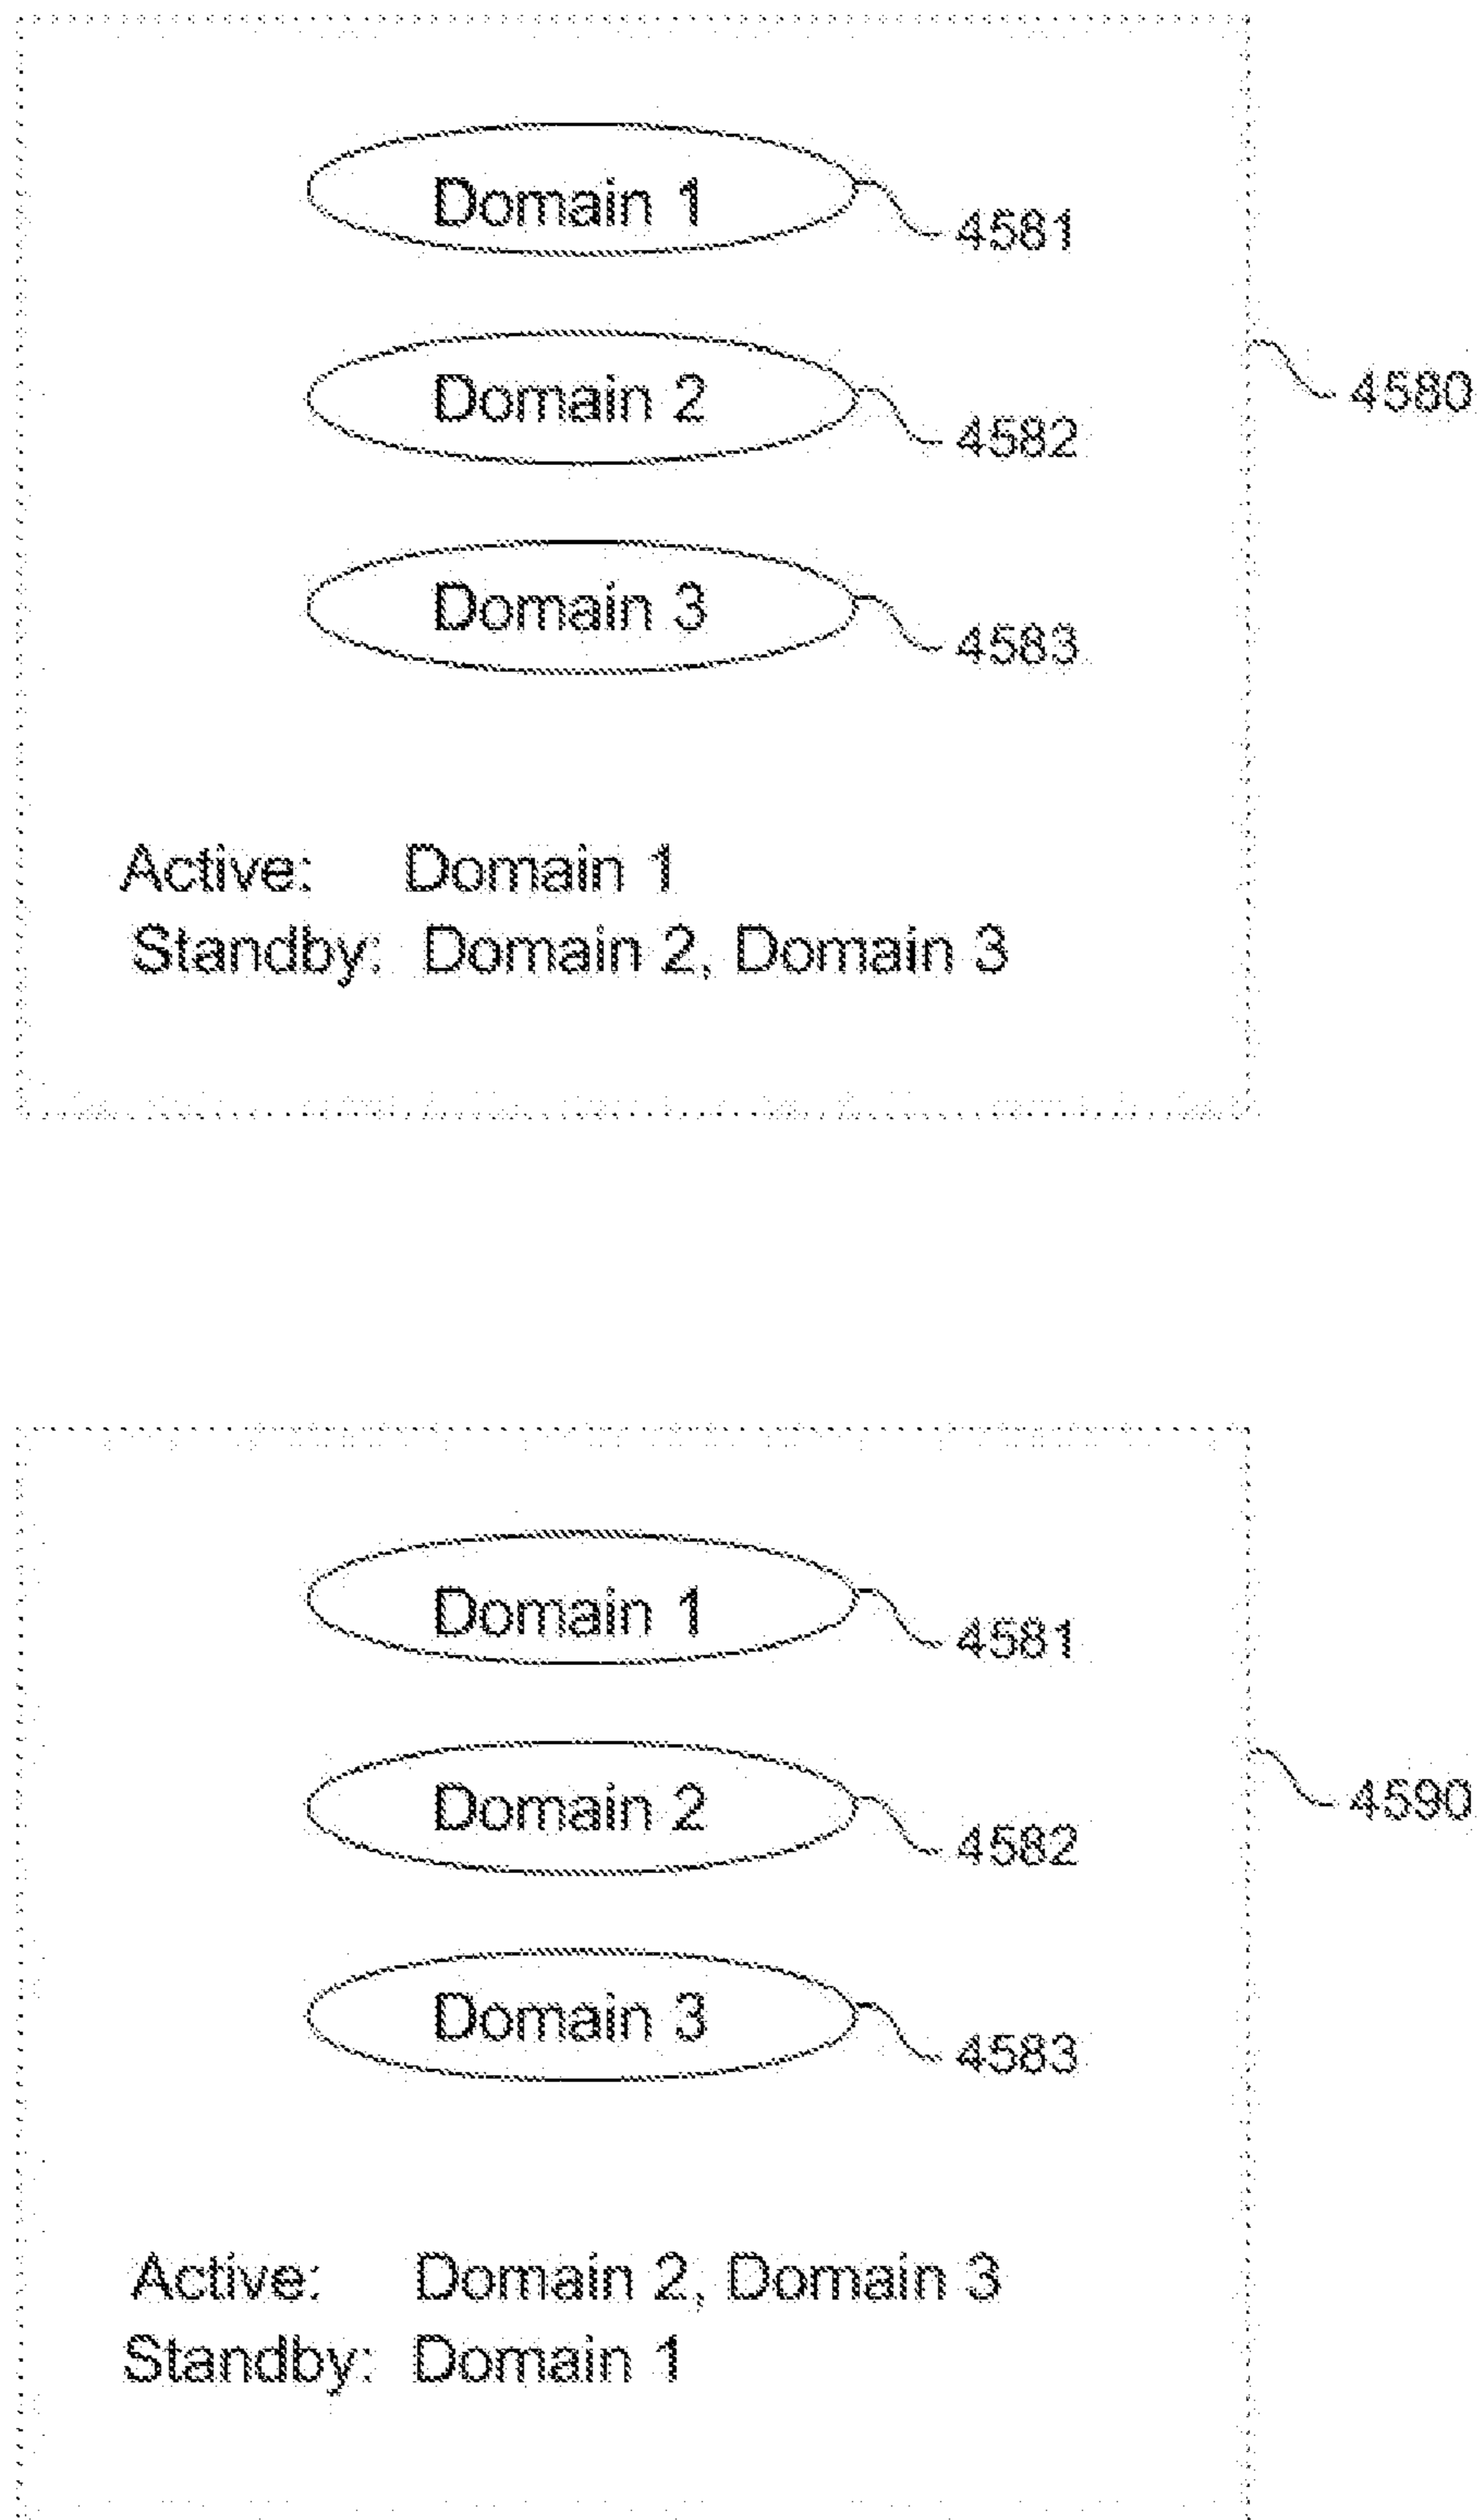 Domain 1
4581
Domain 2
4580
4582
Domain 3
4583
Active: Domain 1
Standby: Domain 2, Domain 3
Domain 1
4581
Domain 2
4590
4582
Domain 3
4583
Active: Domain 2, Domain 3
Standby: Domain 1